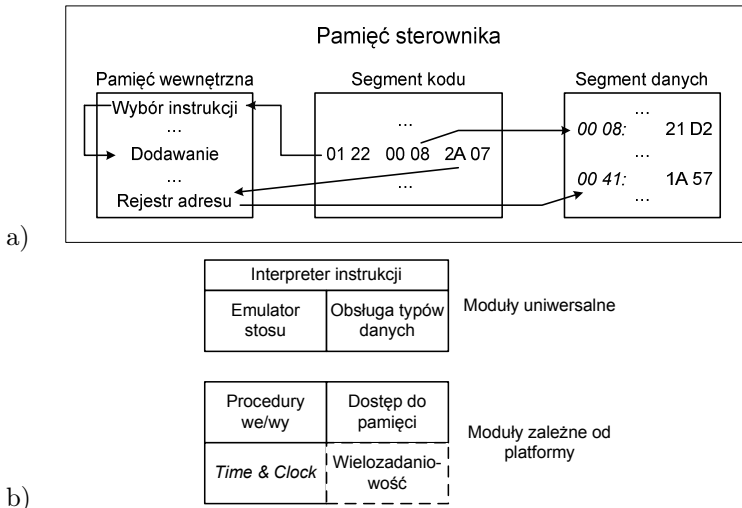 Pamięć sterownika
Pamięć wewnętrzna
Segment kodu
Segment danych
Wybór instrukcji
...
Dodawanie
...
Rejestr adresu
...
01 22 00 08 2A 07
...
...
00 08: 21 D2
...
00 41: 1A 57
...
a)
Interpreter instrukcji
Emulator
stosu
Obsługa typów
danych
Moduły uniwersalne
Procedury
we/wy
Dostęp do
pamięci
Time & Clock
Wielozadanio-
wość
Moduły zależne od
platformy
b)